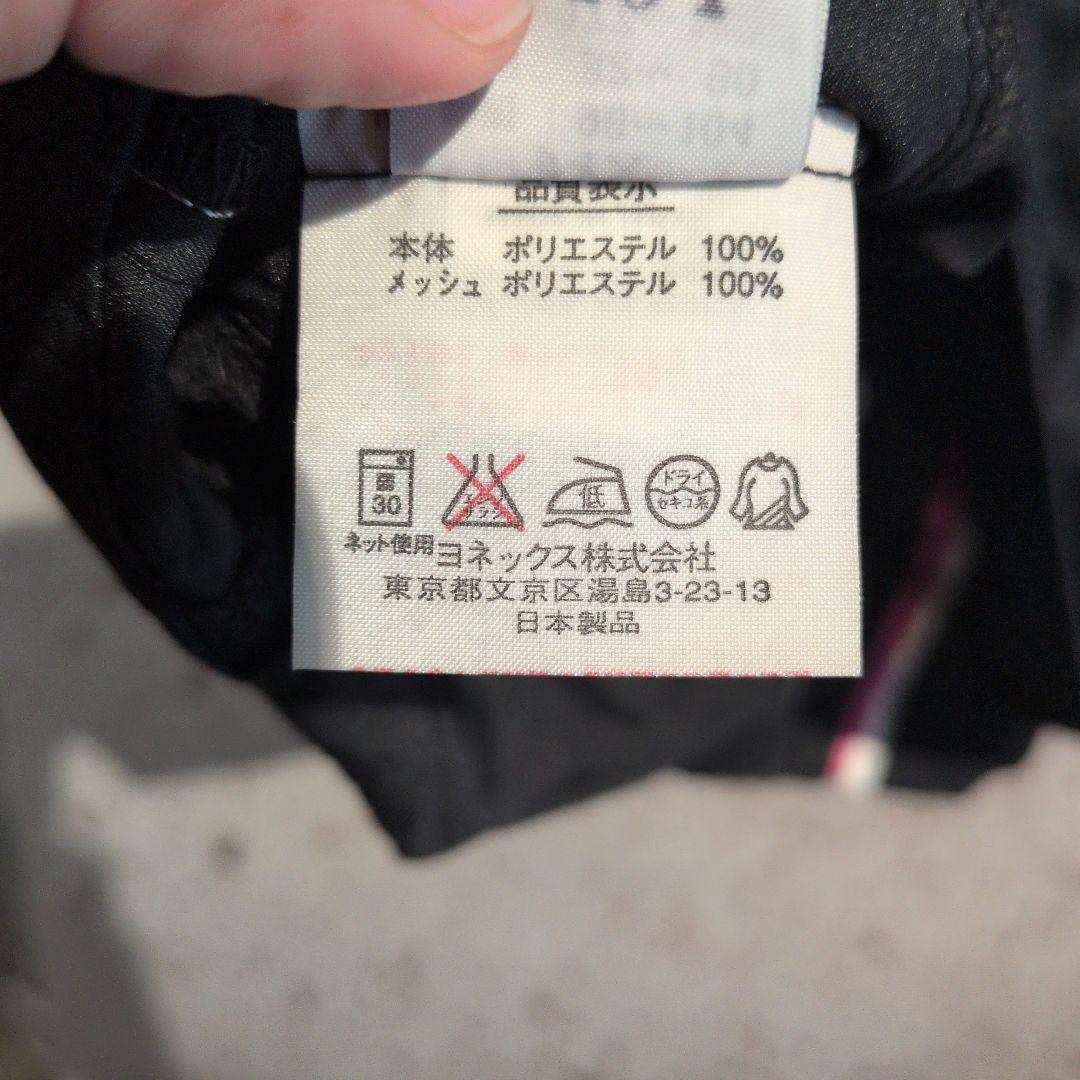 品質表示
本体 ポリエステル 100%
メッシュ ポリエステル 100%
弱 30
低
ドライ
セキユ系
ネット使用
ヨネックス株式会社
東京都文京区湯島3-23-13
日本製品